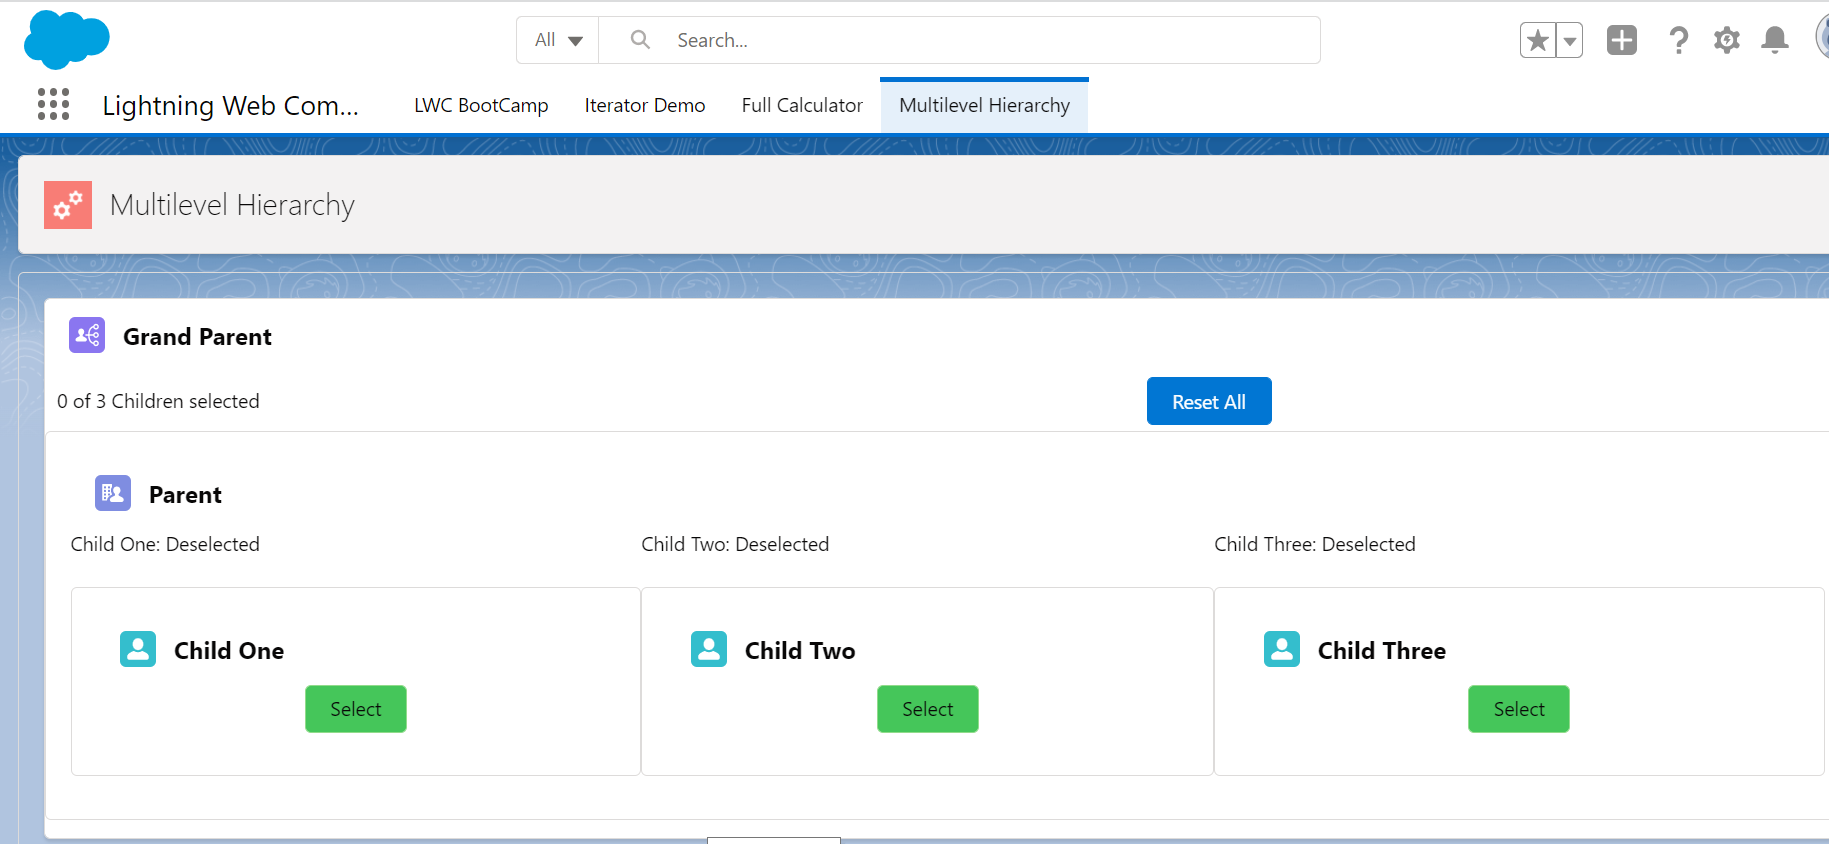 All Search...
Lightning Web Com... LWC BootCamp Iterator Demo Full Calculator Multilevel Hierarchy
Multilevel Hierarchy
Grand Parent
0 of 3 Children selected Reset All
Parent
Child One: Deselected Child Two: Deselected Child Three: Deselected
Child One Child Two Child Three
Select Select Select